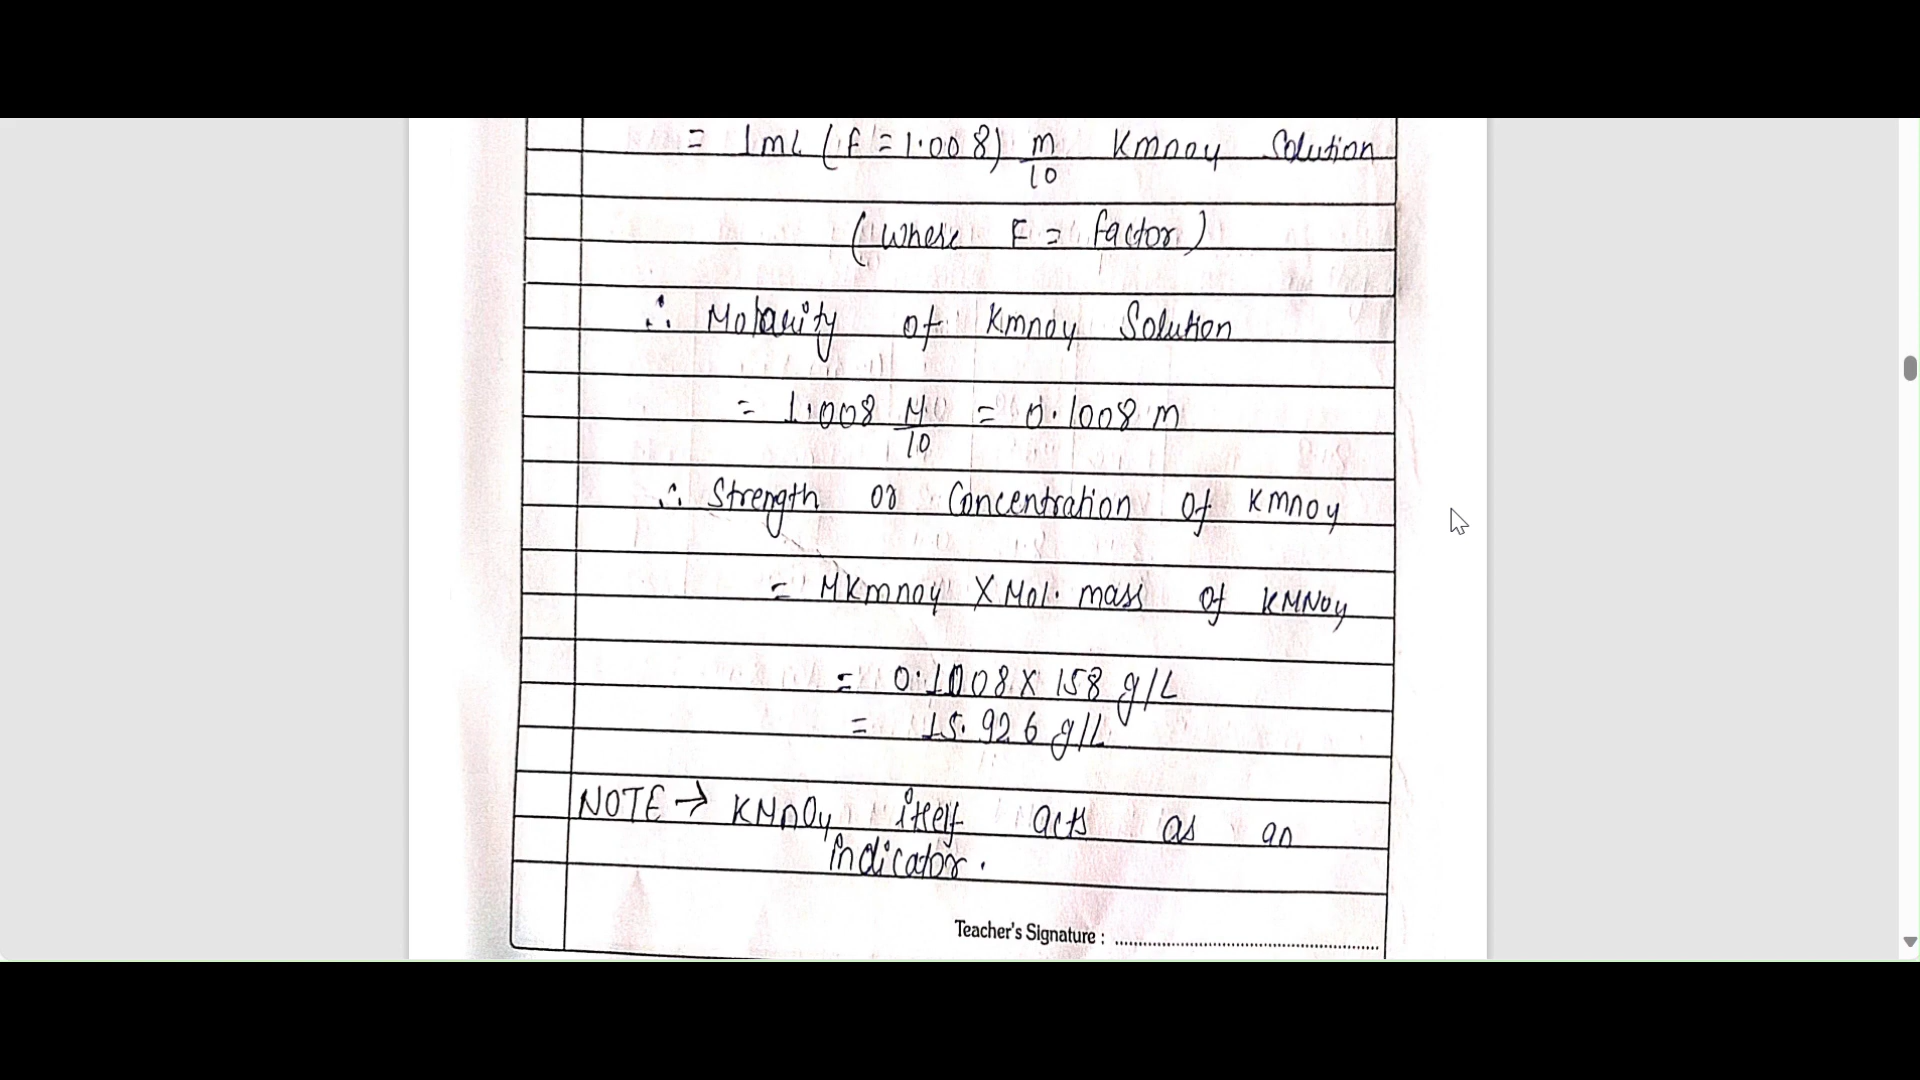 = 1mL (F = 1.008) m/10 Kmno4 Solution
(Where F = factor)
∴ Molarity of Kmno4 Solution
= 1.008 M/10 = 0.1008 m
∴ Strength or Concentration of KMnO4
= MKmno4 X Mol. mass of KMNO4
= 0.1008 X 158 g/L
= 15.926 g/L
NOTE → KMnO4 itself acts as an
indicator.
Teacher's Signature : ........................................................